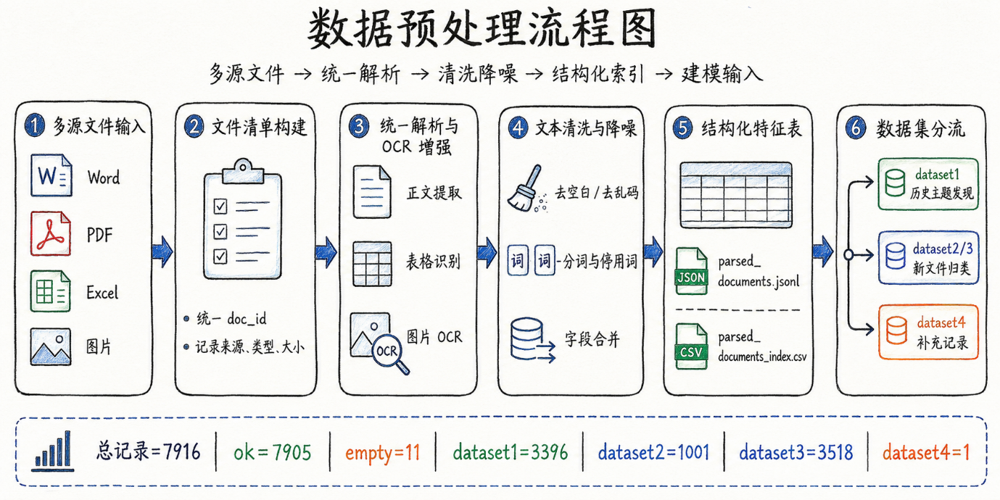 数据预处理流程图
多源文件 → 统一解析 → 清洗降噪 → 结构化索引 → 建模输入
1 多源文件输入
W Word
PDF
Excel
图片
2 文件清单构建
• 统一 doc_id
• 记录来源、类型、大小
3 统一解析与
OCR 增强
正文提取
表格识别
OCR 图片 OCR
4 文本清洗与降噪
去空白 / 去乱码
词 词 -分词与停用词
字段合并
5 结构化特征表
JSON
parsed_
documents.jsonl
CSV
parsed_
documents_index.csv
6 数据集分流
dataset1
历史主题发现
dataset2/3
新文件归类
dataset4
补充记录
总记录=7916 ok=7905 empty=11 dataset1=3396 dataset2=1001 dataset3=3518 dataset4=1